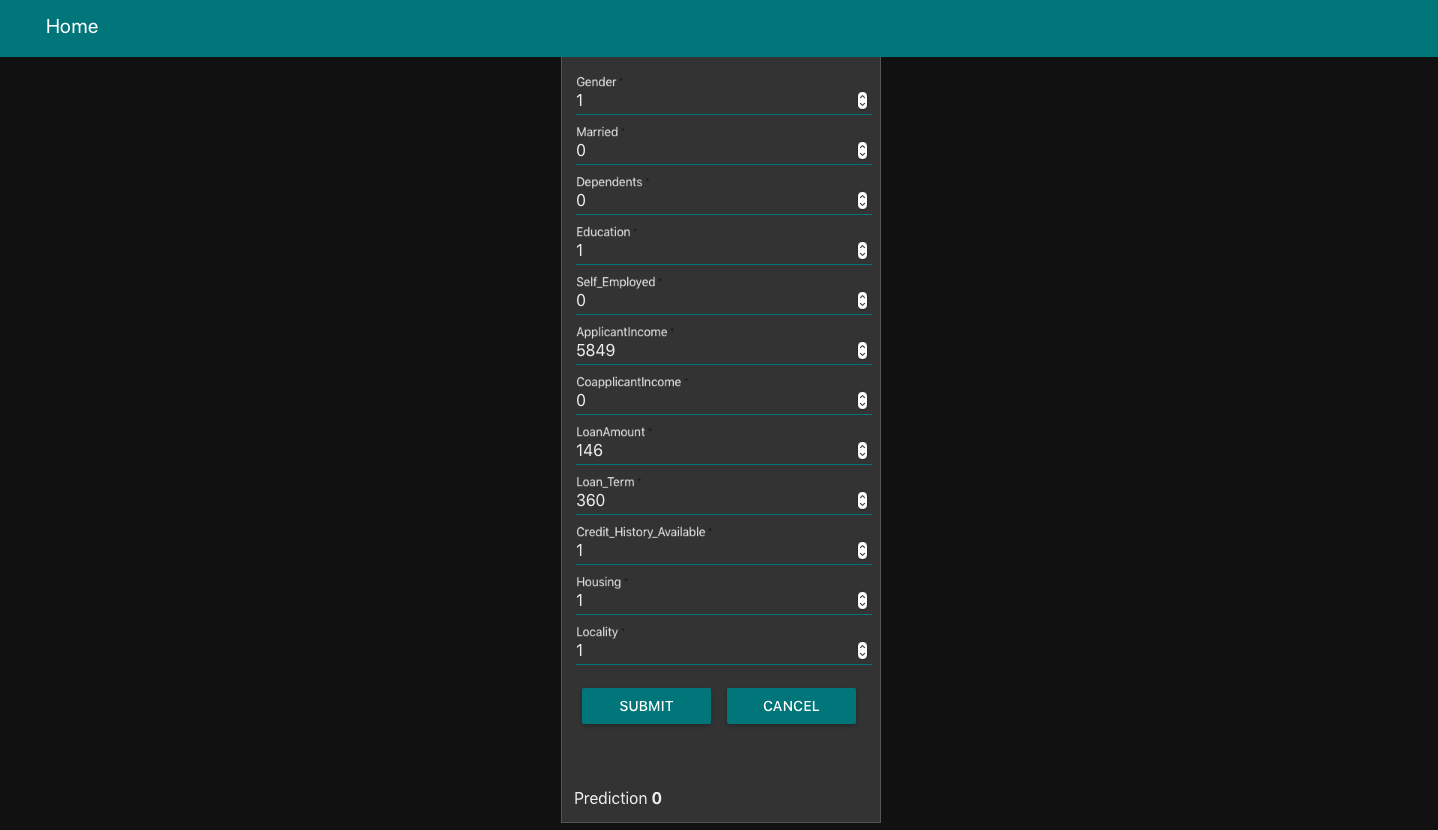 Home
Gender *
1
Married *
0
Dependents *
0
Education *
1
Self_Employed *
0
ApplicantIncome *
5849
CoapplicantIncome *
0
LoanAmount *
146
Loan_Term *
360
Credit_History_Available *
1
Housing *
1
Locality *
1
SUBMIT CANCEL
Prediction 0